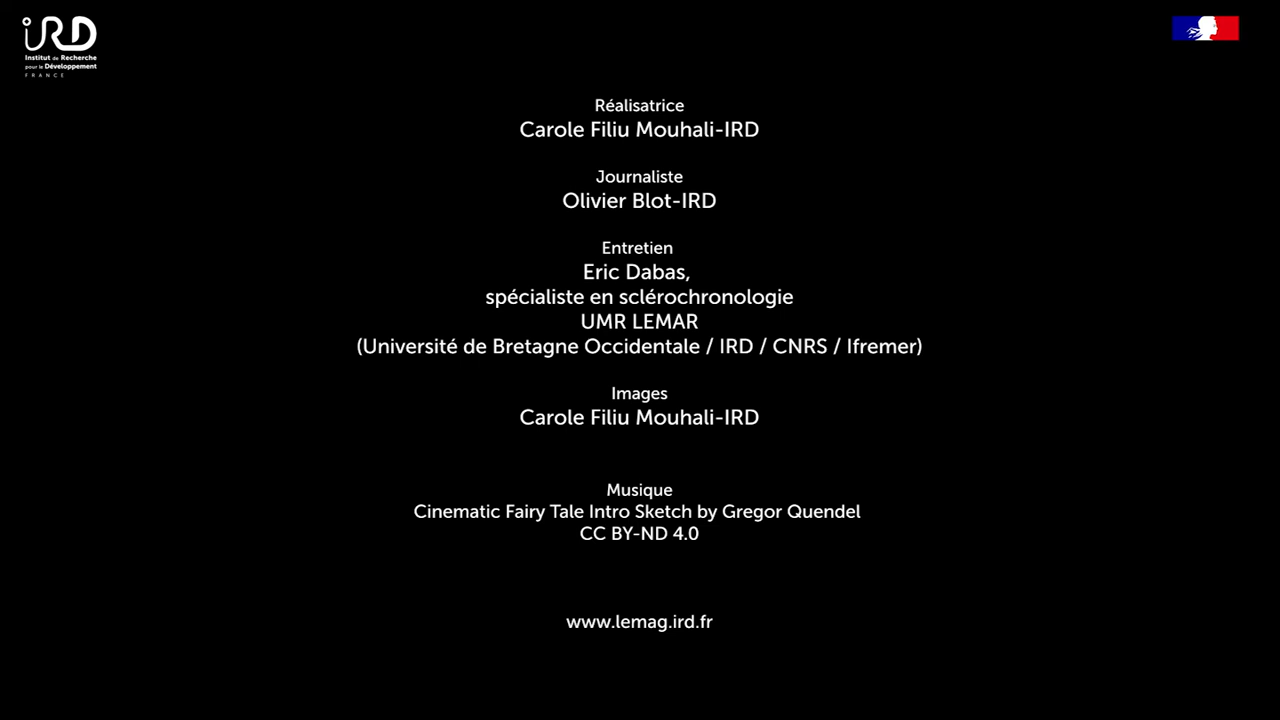 iRD
Institut de Recherche
pour le Développement
FRANCE
Réalisatrice
Carole Filiu Mouhali-IRD
Journaliste
Olivier Blot-IRD
Entretien
Eric Dabas,
spécialiste en sclérochronologie
UMR LEMAR
(Université de Bretagne Occidentale / IRD / CNRS / Ifremer)
Images
Carole Filiu Mouhali-IRD
Musique
Cinematic Fairy Tale Intro Sketch by Gregor Quendel
CC BY-ND 4.0
www.lemag.ird.fr